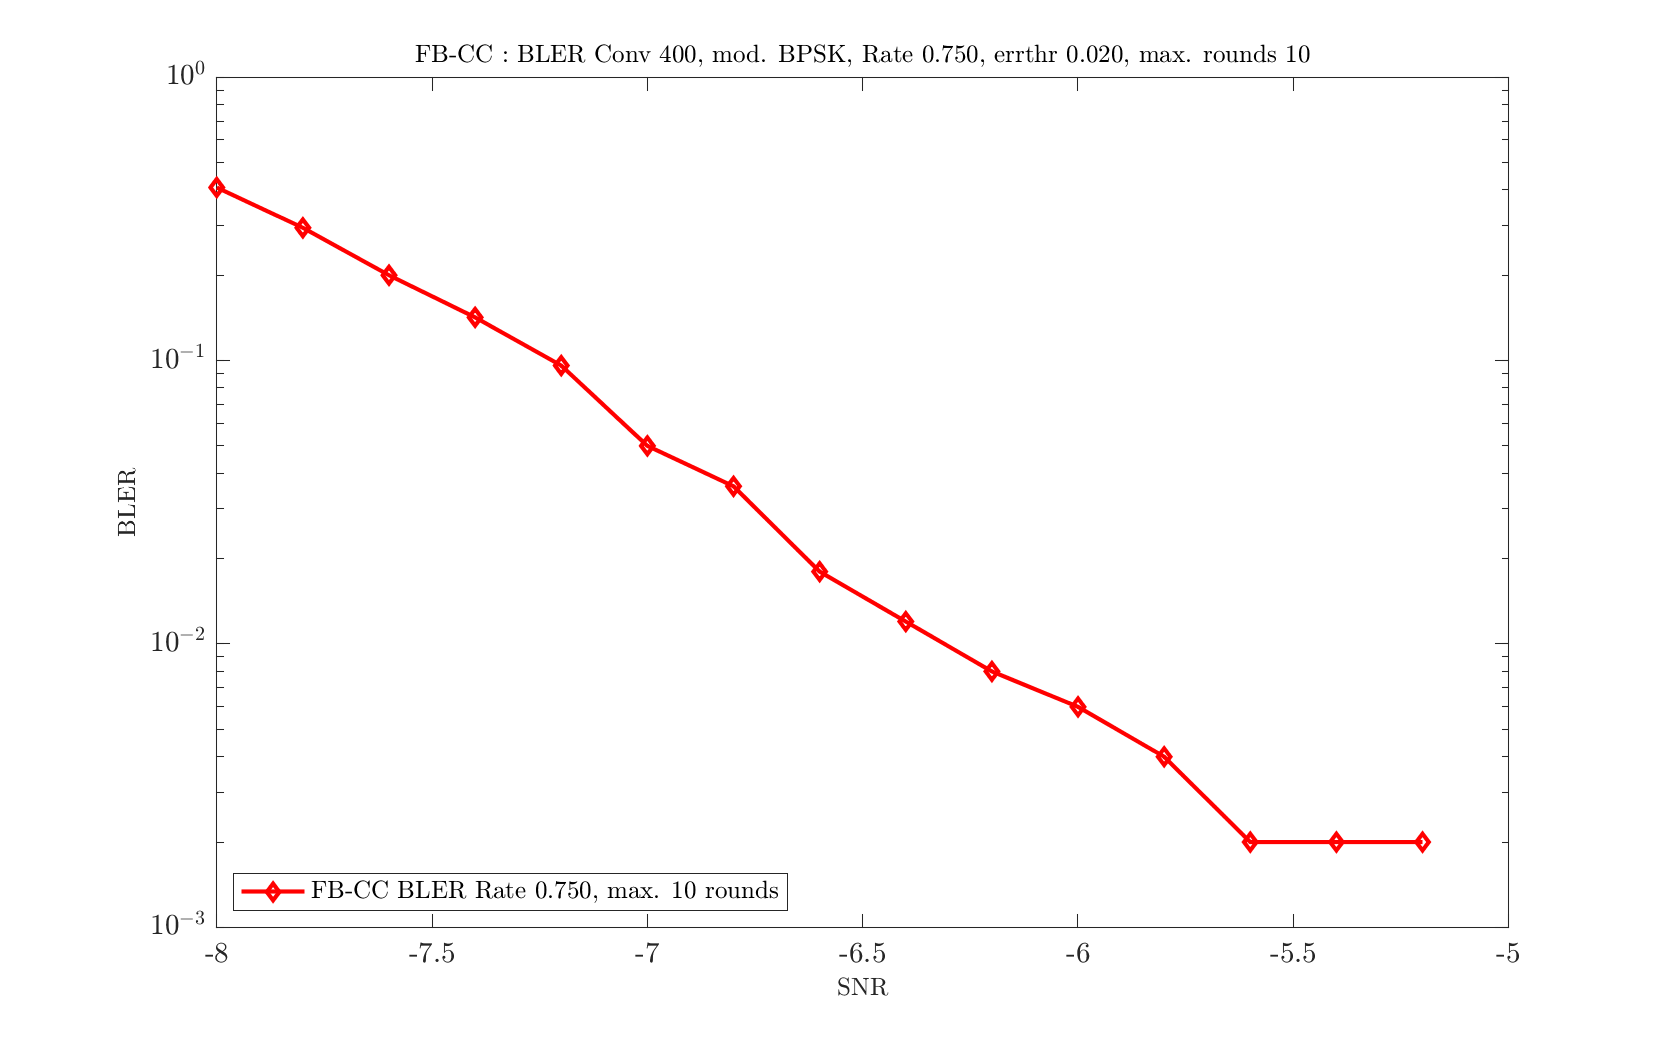 FB-CC : BLER Conv 400, mod. BPSK, Rate 0.750, errthr 0.020, max. rounds 10
10^0
10^-1
10^-2
10^-3
BLER
FB-CC BLER Rate 0.750, max. 10 rounds
-8 -7.5 -7 -6.5 -6 -5.5 -5
SNR